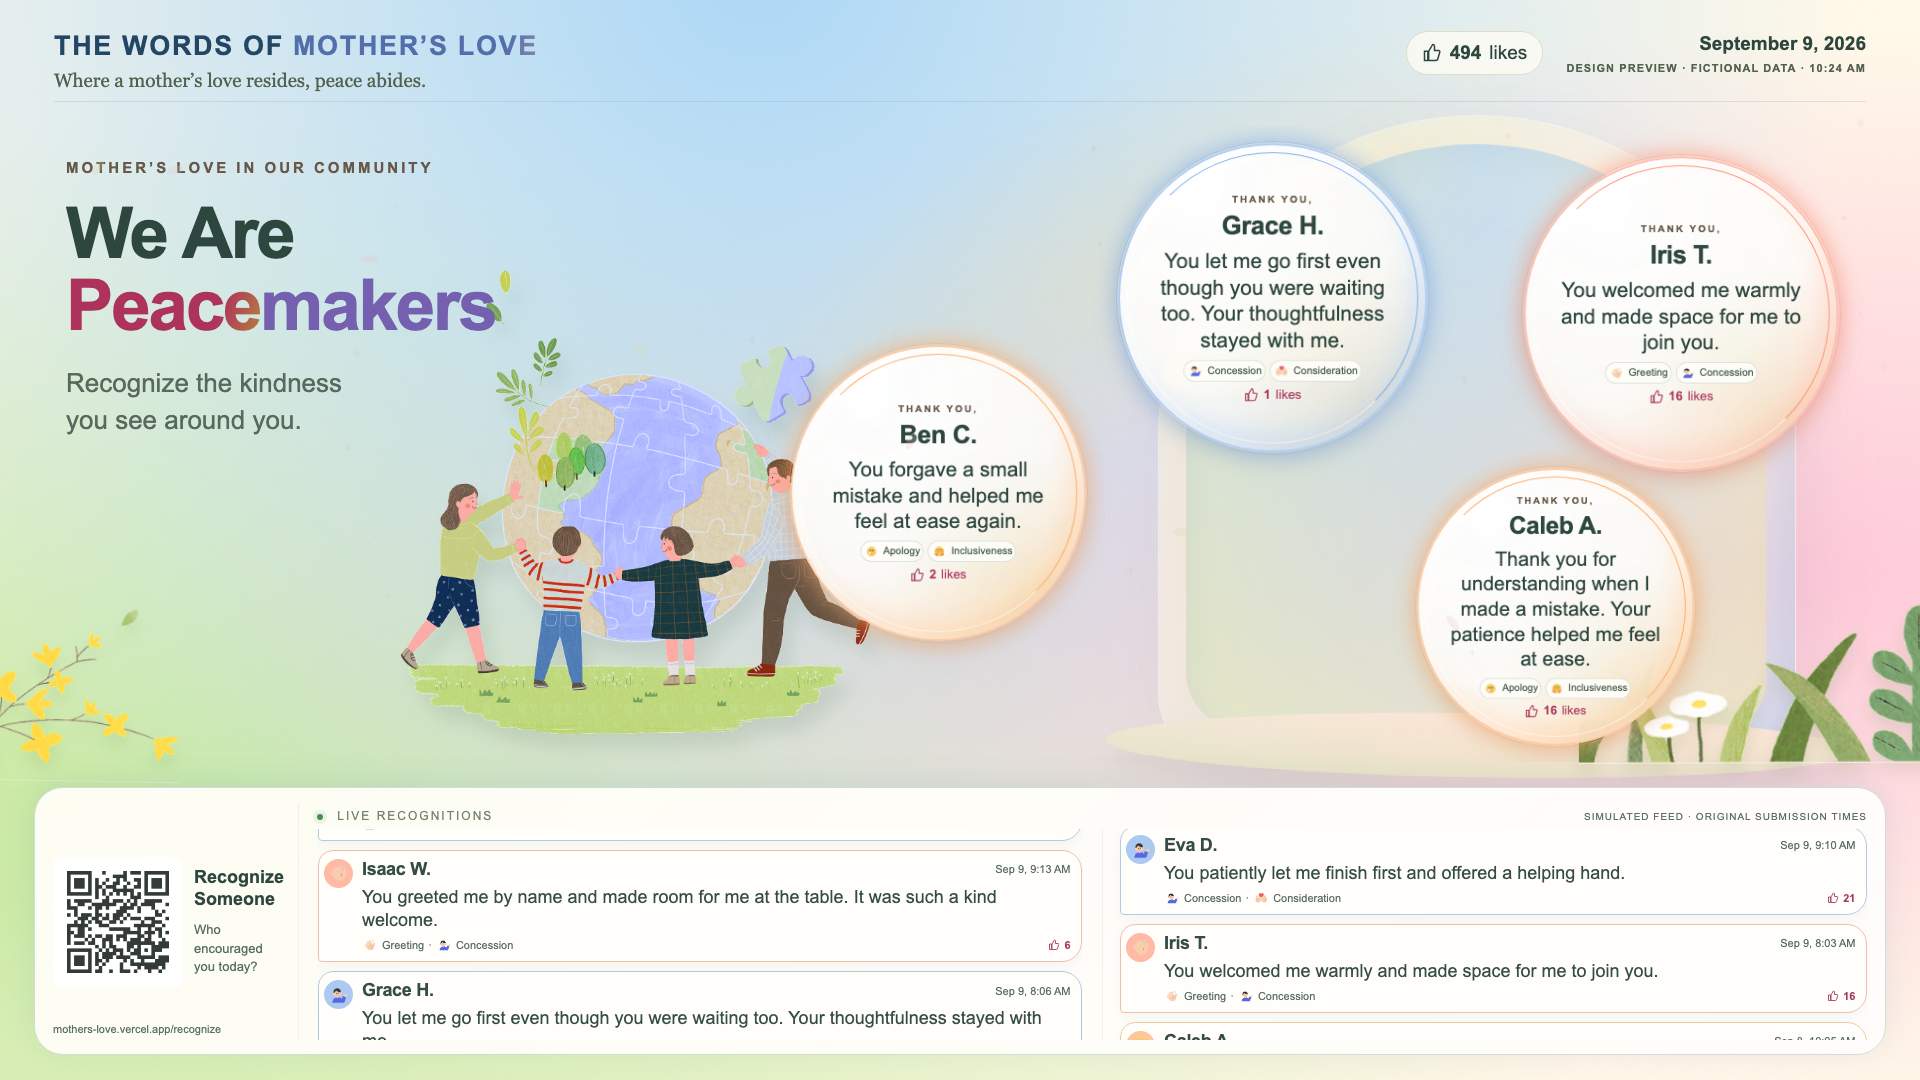 THE WORDS OF MOTHER’S LOVE
Where a mother’s love resides, peace abides.
494 likes
September 9, 2026
DESIGN PREVIEW · FICTIONAL DATA · 10:24 AM
MOTHER’S LOVE IN OUR COMMUNITY
We Are
Peacemakers
Recognize the kindness
you see around you.
THANK YOU,
Ben C.
You forgave a small
mistake and helped me
feel at ease again.
Apology Inclusiveness
2 likes
THANK YOU,
Grace H.
You let me go first even
though you were waiting
too. Your thoughtfulness
stayed with me.
Concession Consideration
1 likes
THANK YOU,
Iris T.
You welcomed me warmly
and made space for me to
join you.
Greeting Concession
16 likes
THANK YOU,
Caleb A.
Thank you for
understanding when I
made a mistake. Your
patience helped me feel
at ease.
Apology Inclusiveness
16 likes
Recognize
Someone
Who
encouraged
you today?
mothers-love.vercel.app/recognize
LIVE RECOGNITIONS
SIMULATED FEED · ORIGINAL SUBMISSION TIMES
Isaac W.
Sep 9, 9:13 AM
You greeted me by name and made room for me at the table. It was such a kind
welcome.
Greeting · Concession
6
Grace H.
Sep 9, 8:06 AM
You let me go first even though you were waiting too. Your thoughtfulness stayed with
me.
Eva D.
Sep 9, 9:10 AM
You patiently let me finish first and offered a helping hand.
Concession · Consideration
21
Iris T.
Sep 9, 8:03 AM
You welcomed me warmly and made space for me to join you.
Greeting · Concession
16
Caleb A.